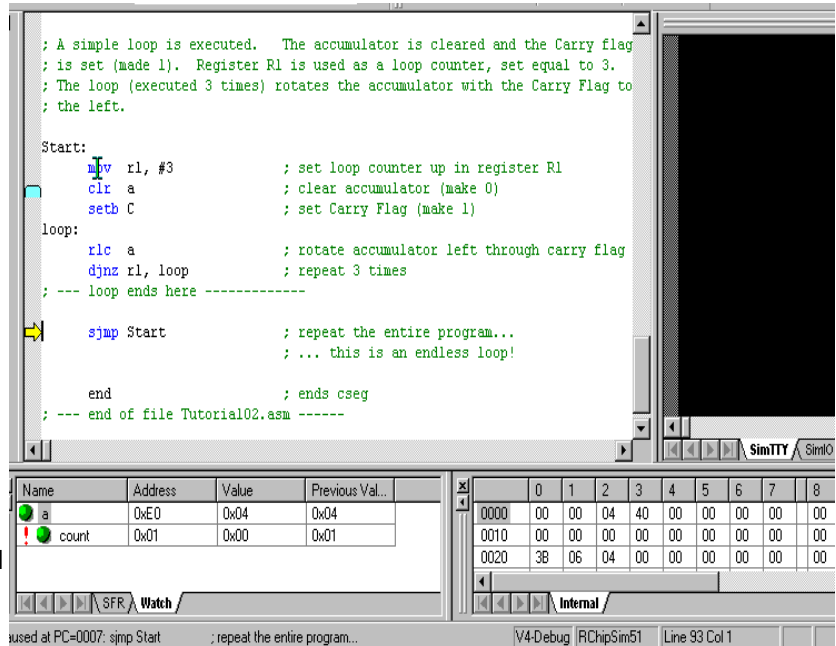 ; A simple loop is executed. The accumulator is cleared and the Carry flag
; is set (made 1). Register R1 is used as a loop counter, set equal to 3.
; The loop (executed 3 times) rotates the accumulator with the Carry Flag to
; the left.
Start:
mov r1, #3 ; set loop counter up in register R1
clr a ; clear accumulator (make 0)
setb C ; set Carry Flag (make 1)
loop:
rlc a ; rotate accumulator left through carry flag
djnz r1, loop ; repeat 3 times
; --- loop ends here -------------
sjmp Start ; repeat the entire program...
; ... this is an endless loop!
end ; ends cseg
; --- end of file Tutorial02.asm ------
SimTTY SimIO
Name Address Value Previous Val...
a 0xE0 0x04 0x04
! count 0x01 0x00 0x01
SFR Watch
0 1 2 3 4 5 6 7 8
0000 00 00 04 40 00 00 00 00 00
0010 00 00 00 00 00 00 00 00 00
0020 3B 06 04 00 00 00 00 00 00
Internal
aused at PC=0007: sjmp Start ; repeat the entire program... V4-Debug RChipSim51 Line 93 Col 1